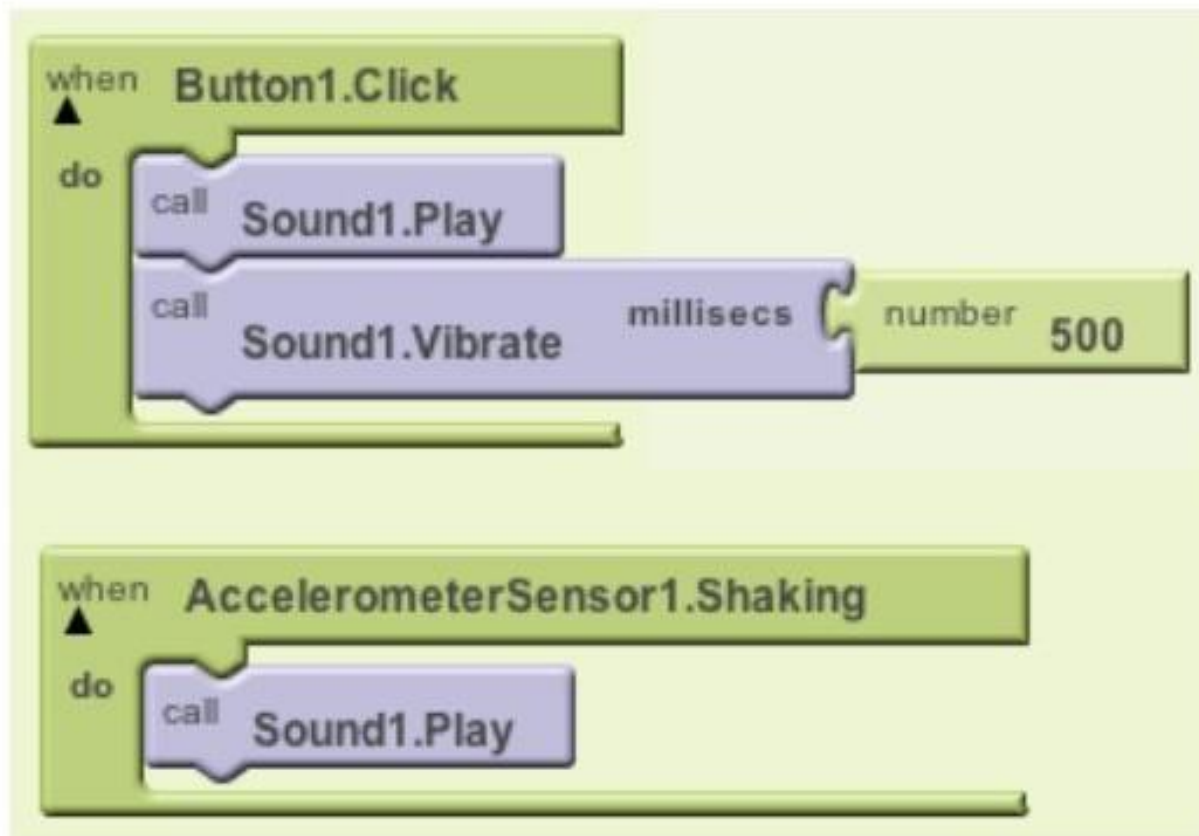 when Button1.Click
do
call Sound1.Play
call Sound1.Vibrate millisecs number 500
when AccelerometerSensor1.Shaking
do
call Sound1.Play